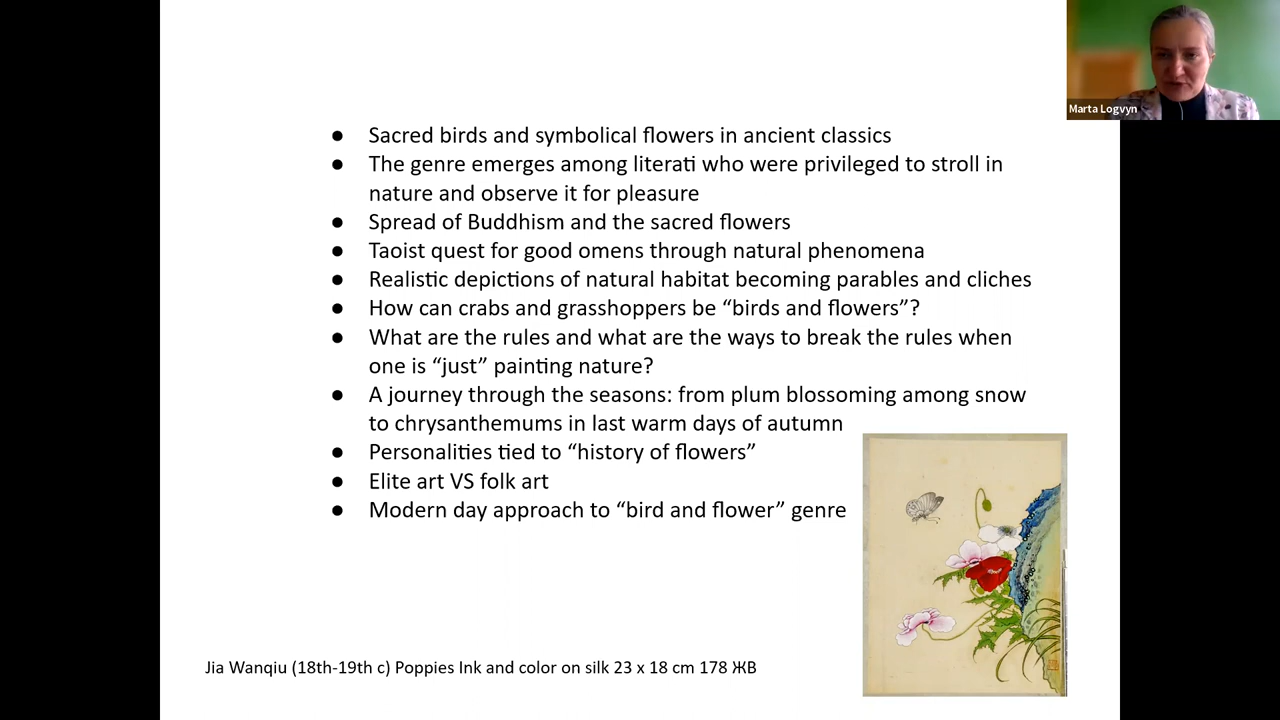 Marta Logvyn
● Sacred birds and symbolical flowers in ancient classics
● The genre emerges among literati who were privileged to stroll in
nature and observe it for pleasure
● Spread of Buddhism and the sacred flowers
● Taoist quest for good omens through natural phenomena
● Realistic depictions of natural habitat becoming parables and cliches
● How can crabs and grasshoppers be “birds and flowers”?
● What are the rules and what are the ways to break the rules when
one is “just” painting nature?
● A journey through the seasons: from plum blossoming among snow
to chrysanthemums in last warm days of autumn
● Personalities tied to “history of flowers”
● Elite art VS folk art
● Modern day approach to “bird and flower” genre
Jia Wanqiu (18th-19th c) Poppies Ink and color on silk 23 x 18 cm 178 ЖВ